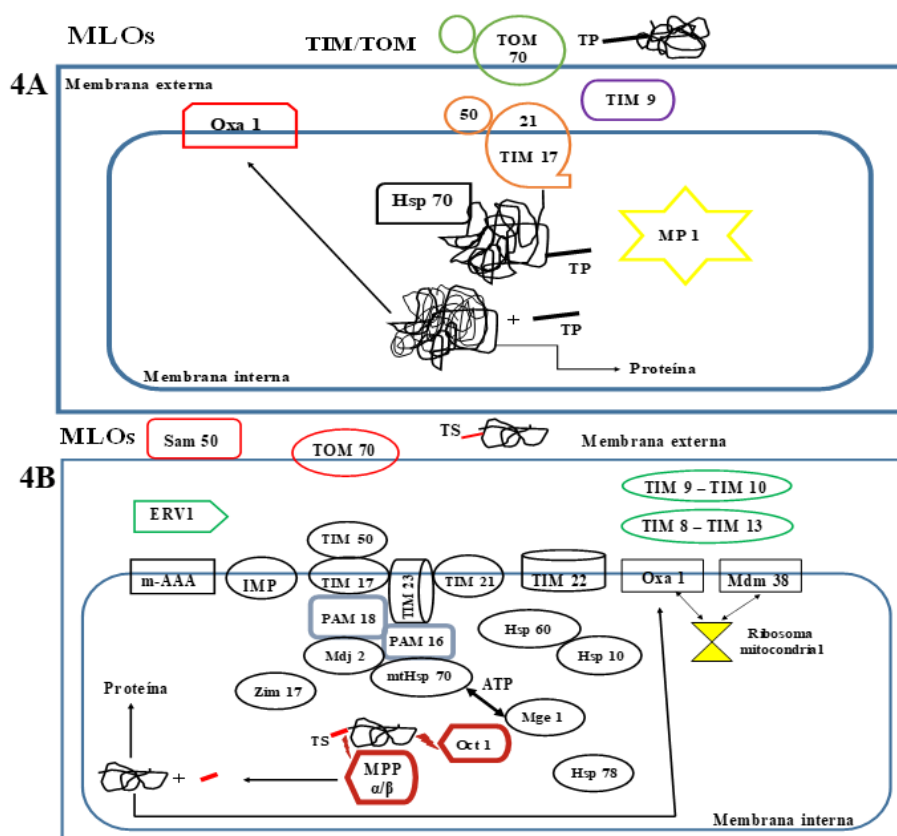 MLOs
TIM/TOM
TOM
70
TP
4A
Membrana externa
TIM 9
Oxa 1
50
21
TIM 17
Hsp 70
MP 1
TP
+
TP
Membrana interna
Proteína
MLOs
Sam 50
TOM 70
TS
Membrana externa
4B
TIM 9 – TIM 10
ERV1
TIM 8 – TIM 13
TIM 50
m-AAA
IMP
TIM 17
TIM 23
TIM 21
TIM 22
Oxa 1
Mdm 38
PAM 18
PAM 16
Hsp 60
Ribosoma
mitocondrial
Mdj 2
Hsp 10
mtHsp 70
Zim 17
ATP
Proteína
Mge 1
TS
Oct 1
MPP
α/β
+
Hsp 78
Membrana interna